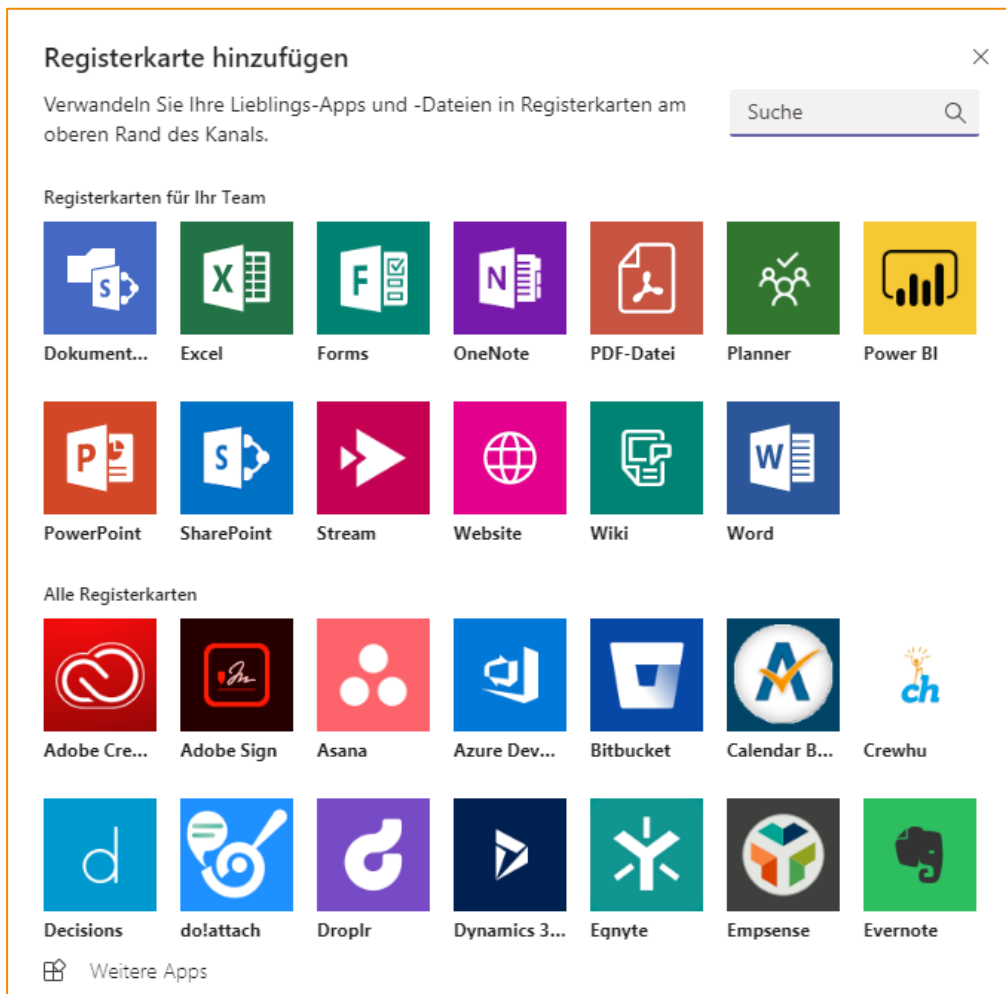 Registerkarte hinzufügen
Verwandeln Sie Ihre Lieblings-Apps und -Dateien in Registerkarten am
oberen Rand des Kanals.
Suche
Registerkarten für Ihr Team
Dokument... Excel Forms OneNote PDF-Datei Planner Power BI
PowerPoint SharePoint Stream Website Wiki Word
Alle Registerkarten
Adobe Cre... Adobe Sign Asana Azure Dev... Bitbucket Calendar B... Crewhu
Decisions do!attach Droplr Dynamics 3... Egnyte Empsense Evernote
Weitere Apps